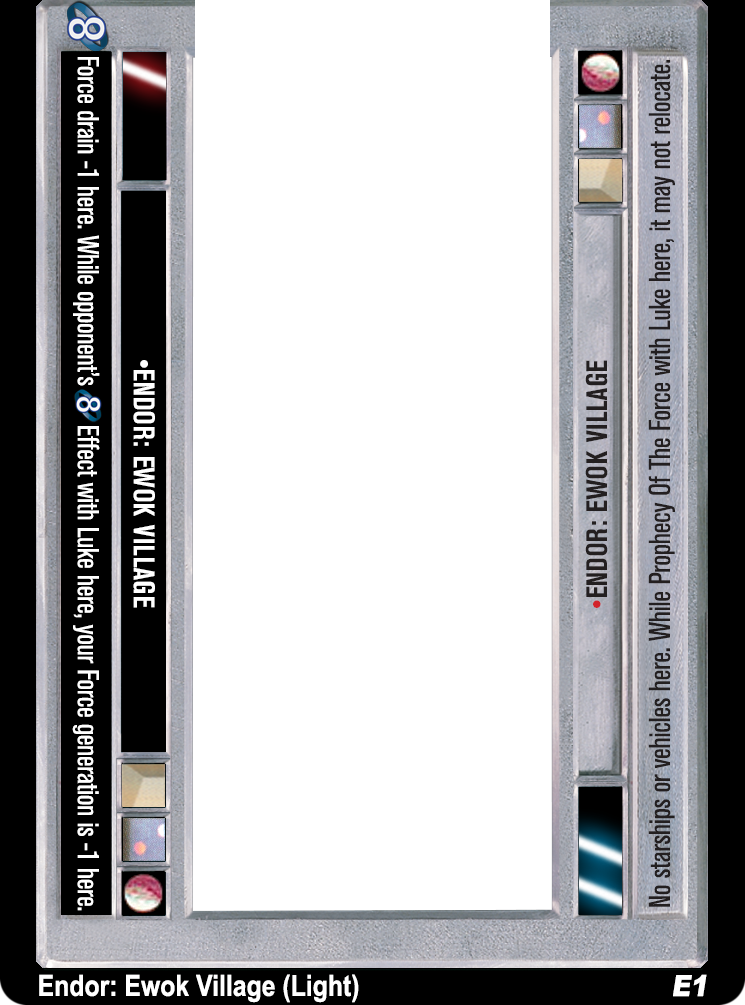 8
Force drain -1 here. While opponent's 8 Effect with Luke here, your Force generation is -1 here.
•ENDOR: EWOK VILLAGE
•ENDOR: EWOK VILLAGE
No starships or vehicles here. While Prophecy Of The Force with Luke here, it may not relocate.
Endor: Ewok Village (Light)
E1